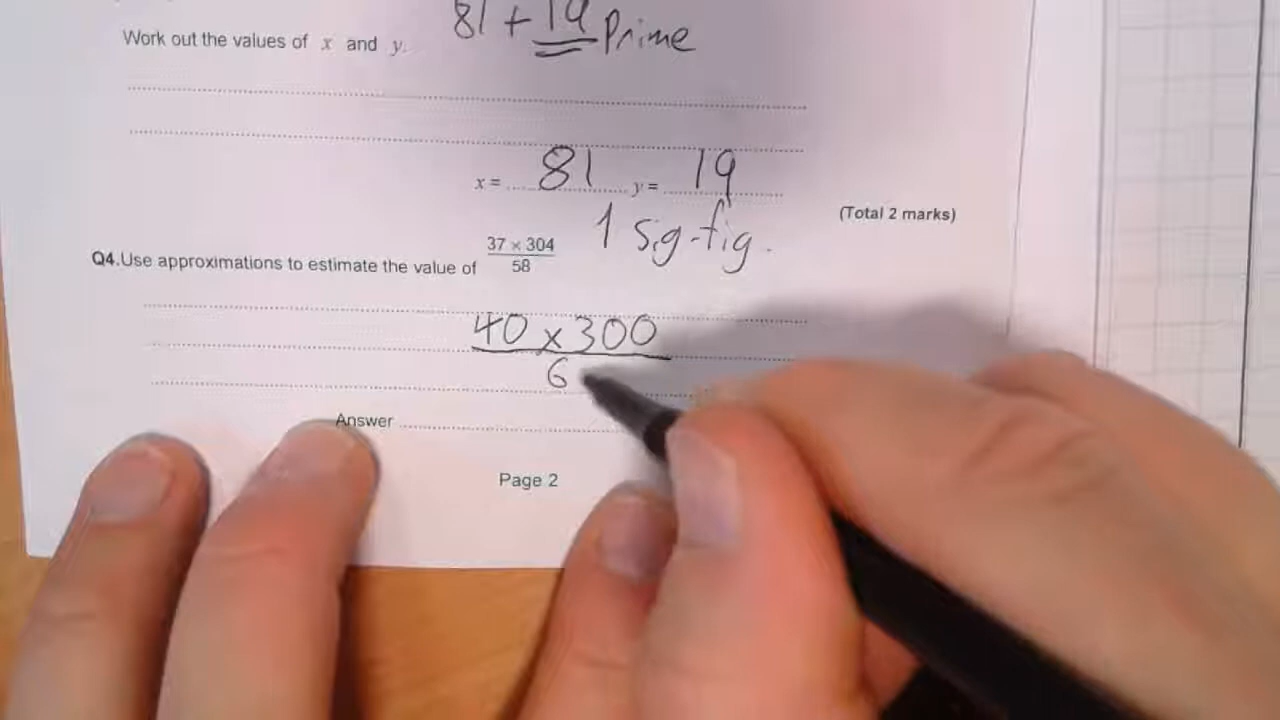 81 + 19 Prime
Work out the values of x and y.
x = 81 y = 19
(Total 2 marks)
1 sig-fig.
Q4.Use approximations to estimate the value of 37 × 304
58
40 x 300
6
Answer
Page 2